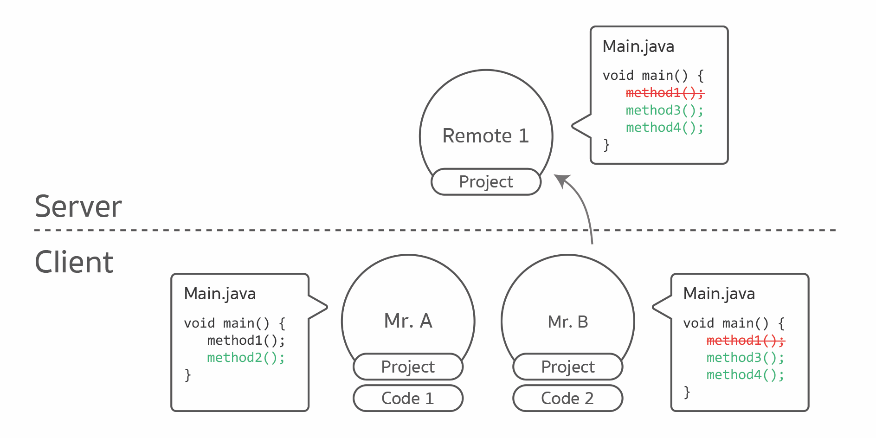 Main.java
void main() {
method1();
method3();
method4();
}
Remote 1
Project
Server
Client
Main.java
void main() {
method1();
method2();
}
Mr. A
Project
Code 1
Mr. B
Project
Code 2
Main.java
void main() {
method1();
method3();
method4();
}